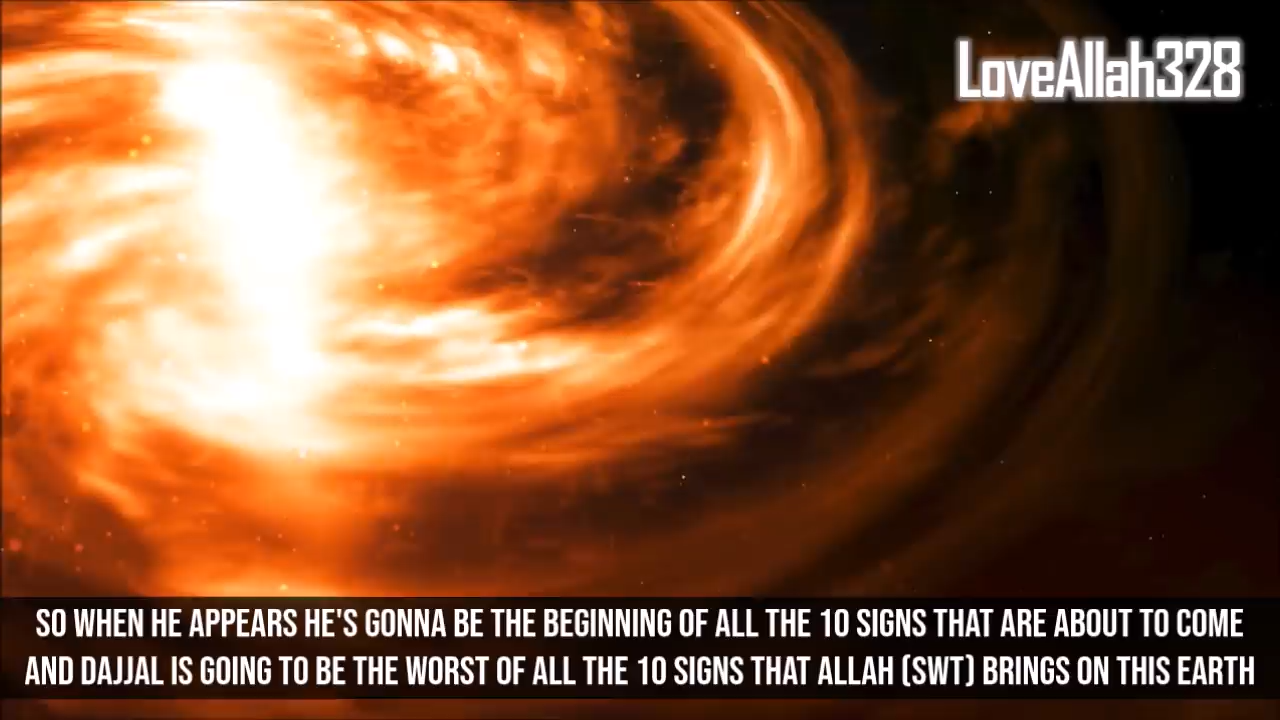 LoveAllah328
SO WHEN HE APPEARS HE'S GONNA BE THE BEGINNING OF ALL THE 10 SIGNS THAT ARE ABOUT TO COME
AND DAJJAL IS GOING TO BE THE WORST OF ALL THE 10 SIGNS THAT ALLAH (SWT) BRINGS ON THIS EARTH